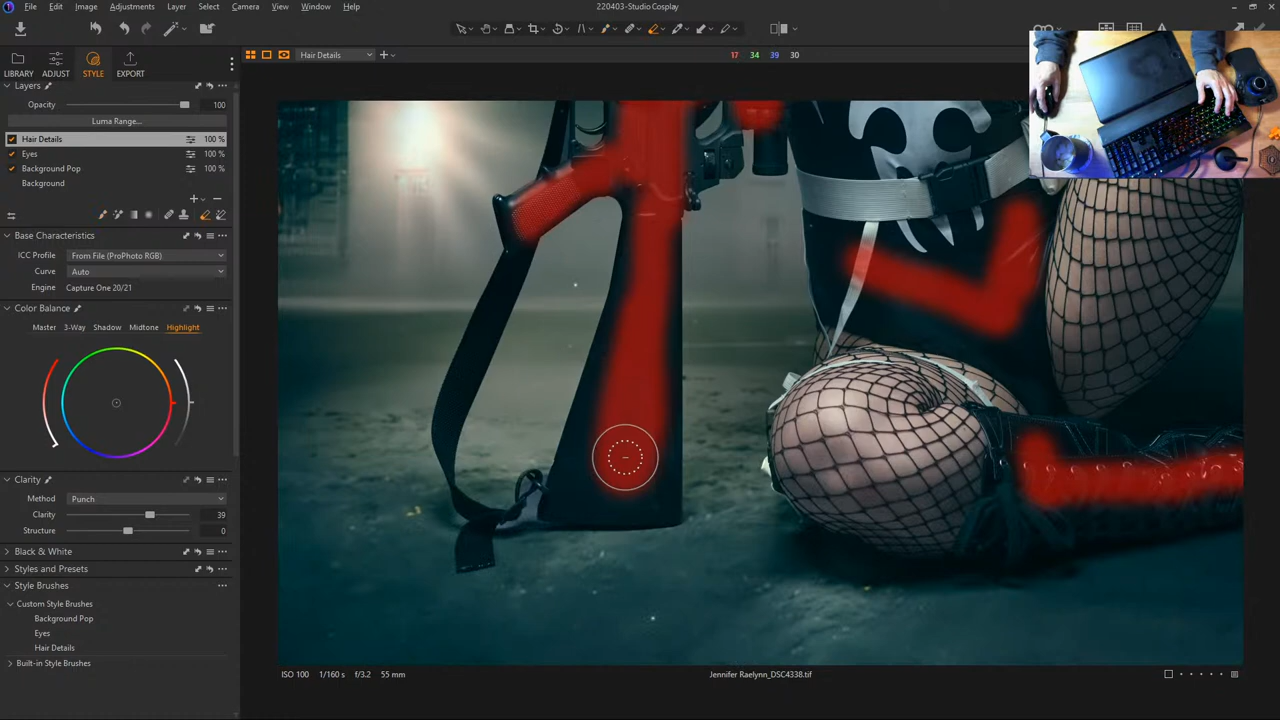 File Edit Image Adjustments Layer Select Camera View Window Help
220403-Studio Cosplay
Hair Details
17 34 39 30
LIBRARY ADJUST STYLE EXPORT
Layers
Opacity 100
Luma Range...
Hair Details 100 %
Eyes 100 %
Background Pop 100 %
Background
Base Characteristics
ICC Profile From File (ProPhoto RGB)
Curve Auto
Engine Capture One 20/21
Color Balance
Master 3-Way Shadow Midtone Highlight
Clarity
Method Punch
Clarity 39
Structure 0
Black & White
Styles and Presets
Style Brushes
Custom Style Brushes
Background Pop
Eyes
Hair Details
Built-in Style Brushes
ISO 100 1/160 s f/3.2 55 mm
Jennifer Raelynn_DSC4338.tif